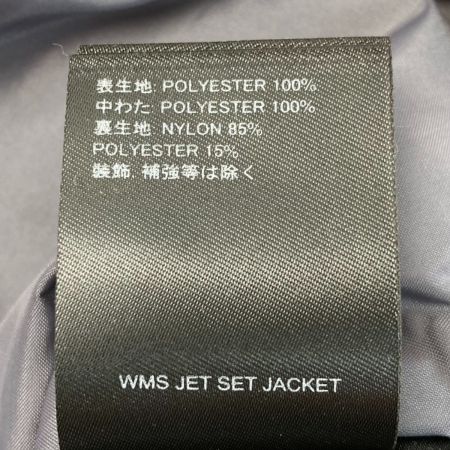 表生地: POLYESTER 100%
中わた: POLYESTER 100%
裏生地: NYLON 85%
POLYESTER 15%
装飾. 補強等は除く
WMS JET SET JACKET